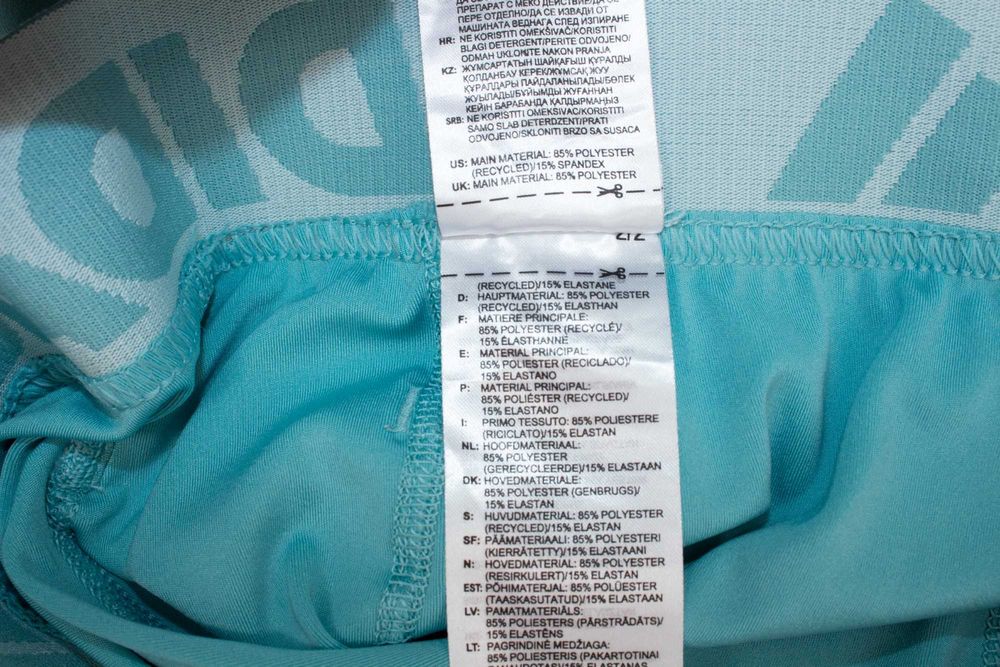 ПРЕПАРАТ С МЕКО ДЕЙСТВИЕ/ДА СЕ
ПЕРЕ ОТДЕЛНО/ДА СЕ ИЗВАДИ ОТ
МАШИНАТА ВЕДНАГА СЛЕД ИЗПИРАНЕ
HR: NE KORISTITI OMEKŠIVAČ/KORISTITI
BLAGI DETERGENT/PERITE ODVOJENO/
ODMAH UKLONITE NAKON PRANJA
KZ: ЖҰМСАРТАТЫН ШАЙҚАҒЫШ ҚҰРАЛДЫ
ҚОЛДАНБАУ КЕРЕК/ЖҰМСАҚ ЖУУ
ҚҰРАЛДАРЫ ПАЙДАЛАНЫЛАДЫ/БӨЛЕК
ЖУЫЛАДЫ/БҰЙЫМДЫ ЖУҒАННАН
КЕЙІН БАРАБАНДА ҚАЛДЫРМАҢЫЗ
SRB: NE KORISTITI OMEKSIVAC/KORISTITI
SAMO SLAB DETERDZENT/PRATI
ODVOJENO/SKLONITI BRZO SA SUSACA
US: MAIN MATERIAL: 85% POLYESTER
(RECYCLED)/15% SPANDEX
UK: MAIN MATERIAL: 85% POLYESTER
2/2
(RECYCLED)/15% ELASTANE
D: HAUPTMATERIAL: 85% POLYESTER
(RECYCLED)/15% ELASTHAN
F: MATIERE PRINCIPALE:
85% POLYESTER (RECYCLÉ)/
15% ÉLASTHANNE
E: MATERIAL PRINCIPAL:
85% POLIESTER (RECICLADO)/
15% ELASTANO
P: MATERIAL PRINCIPAL:
85% POLIÉSTER (RECYCLED)/
15% ELASTANO
I: PRIMO TESSUTO: 85% POLIESTERE
(RICICLATO)/15% ELASTAN
NL: HOOFDMATERIAAL:
85% POLYESTER
(GERECYCLEERDE)/15% ELASTAAN
DK: HOVEDMATERIALE:
85% POLYESTER (GENBRUGS)/
15% ELASTAN
S: HUVUDMATERIAL: 85% POLYESTER
(RECYCLED)/15% ELASTAN
SF: PÄÄMATERIAALI: 85% POLYESTERI
(KIERRÄTETTY)/15% ELASTAANI
N: HOVEDMATERIAL: 85% POLYESTER
(RESIRKULERT)/15% ELASTAN
EST: PÕHIMATERJAL: 85% POLÜESTER
(TAASKASUTATUD)/15% ELASTAAN
LV: PAMATMATERIĀLS:
85% POLIESTERS (PĀRSTRĀDĀTS)/
15% ELASTĒNS
LT: PAGRINDINĖ MEDŽIAGA:
85% POLIESTERIS (PAKARTOTINAI